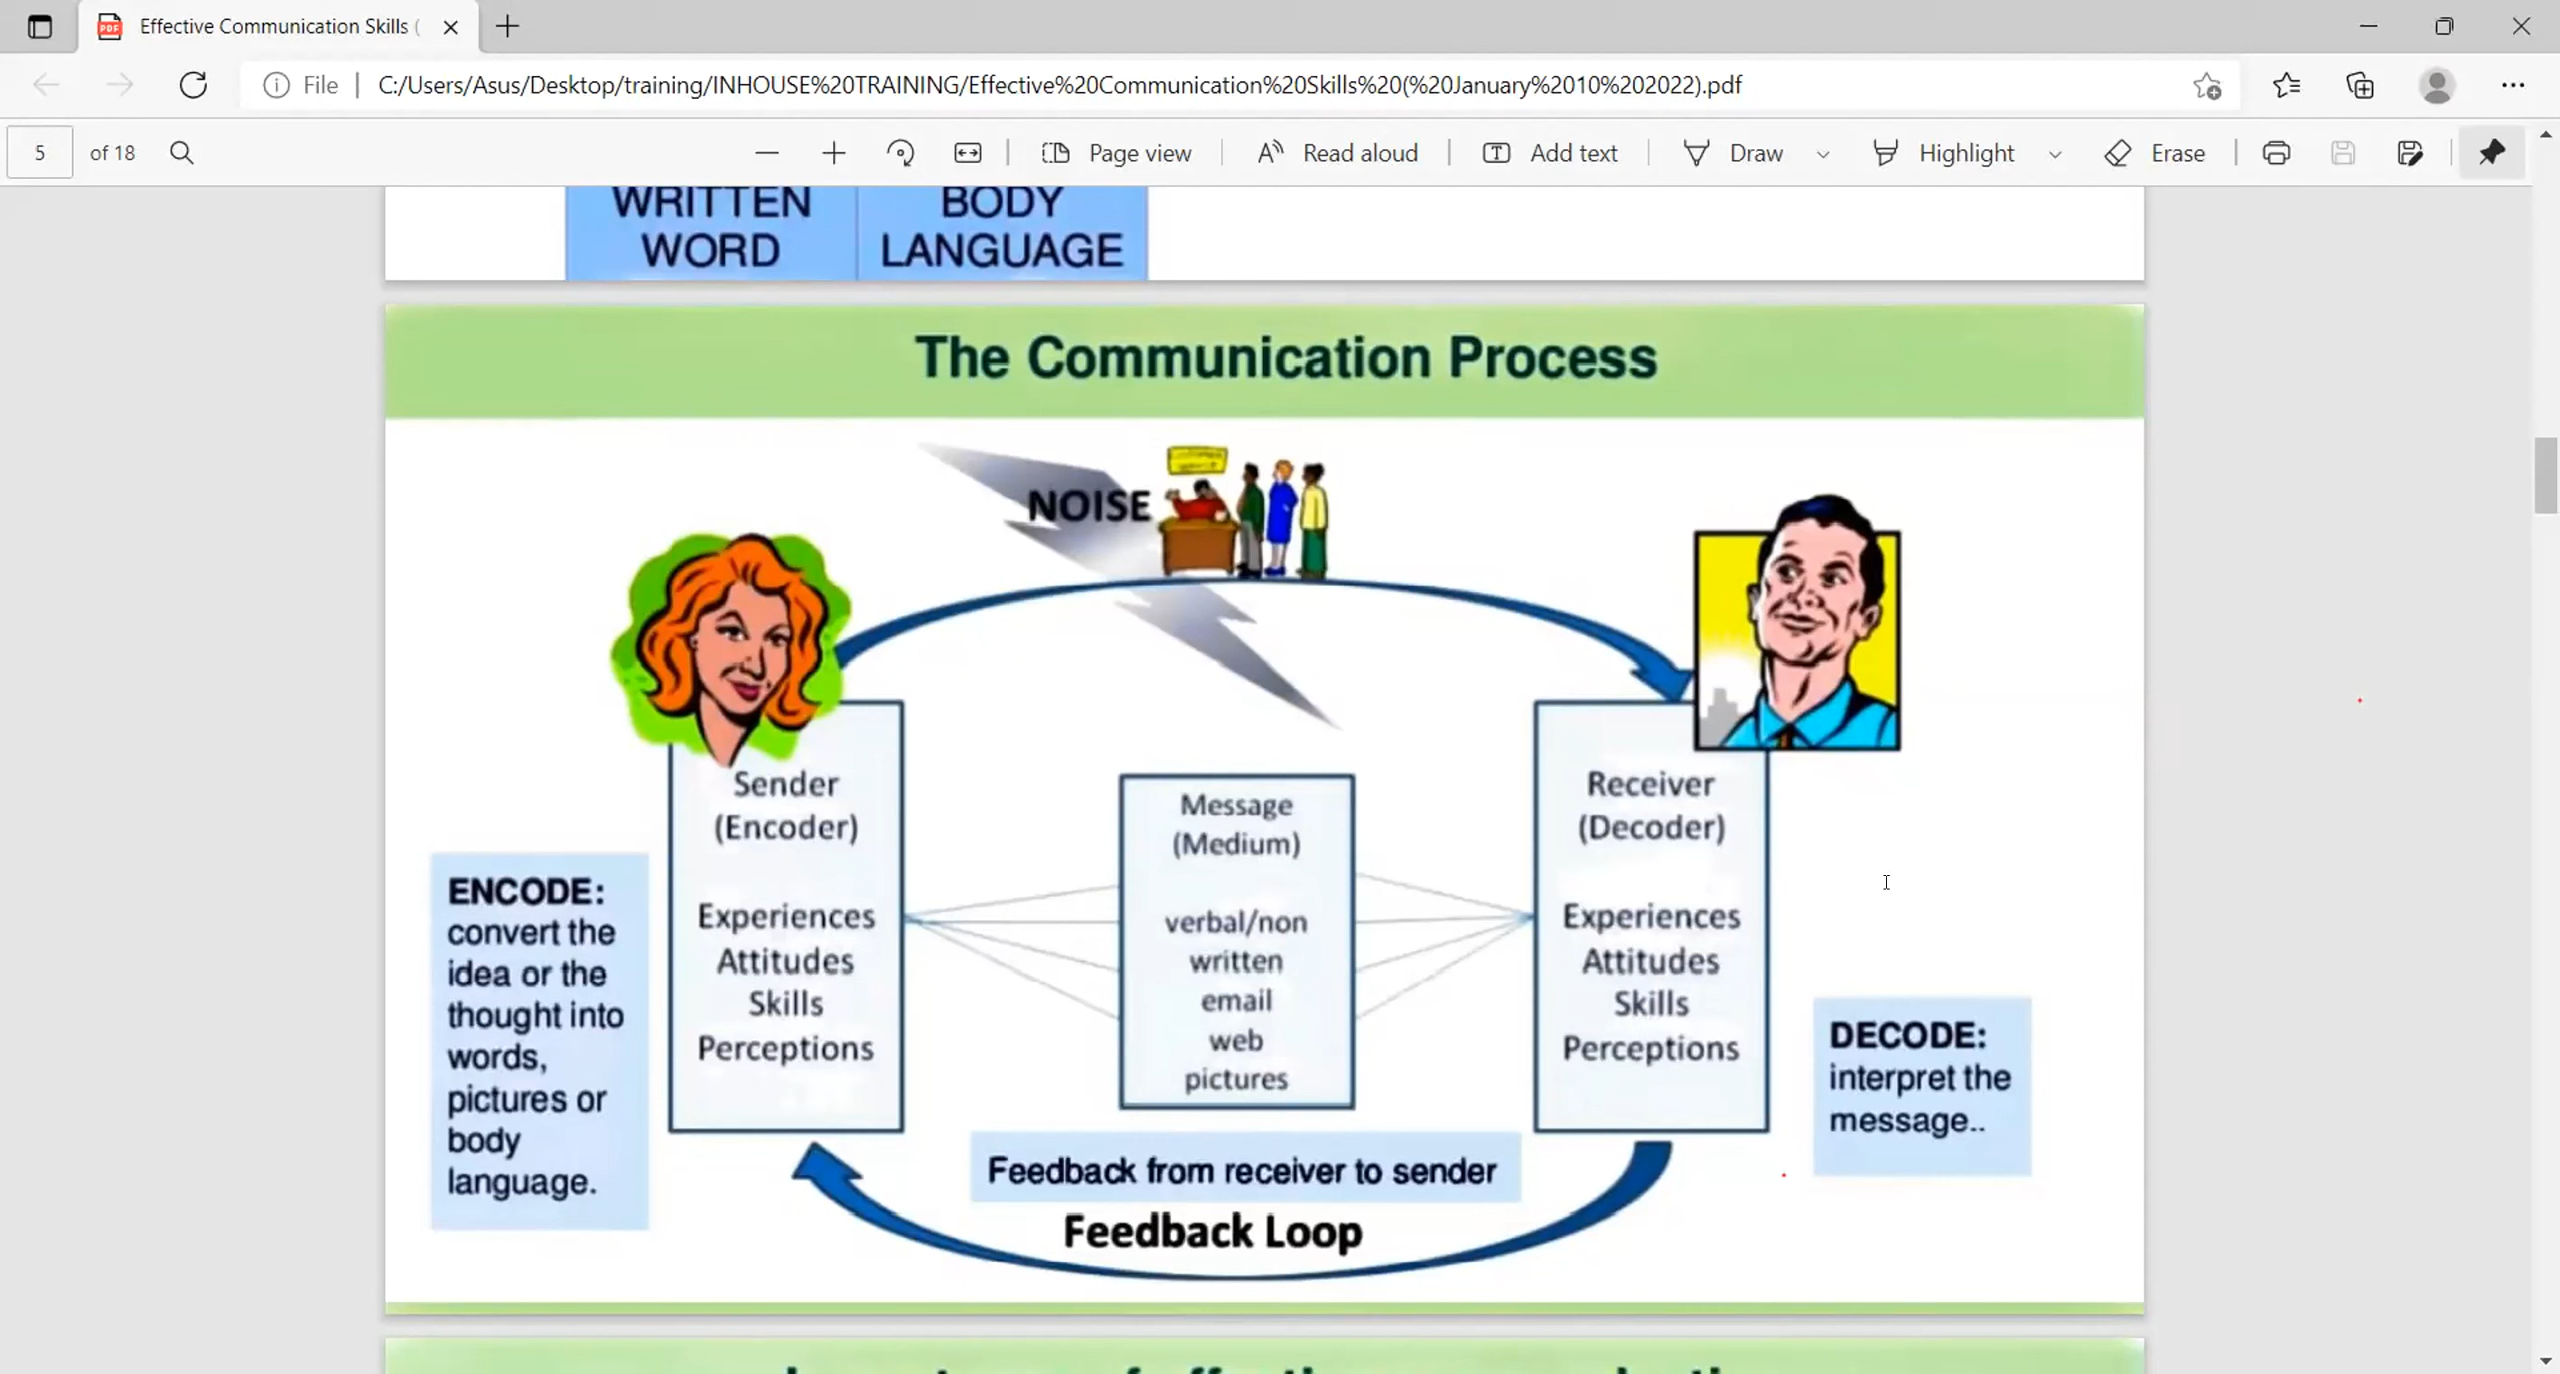 Effective Communication Skills (
File | C:/Users/Asus/Desktop/training/INHOUSE%20TRAINING/Effective%20Communication%20Skills%20(%20January%2010%202022).pdf
5 of 18 Page view Read aloud Add text Draw Highlight Erase
WRITTEN WORD
BODY LANGUAGE
The Communication Process
NOISE
Sender
(Encoder)
Experiences
Attitudes
Skills
Perceptions
ENCODE:
convert the
idea or the
thought into
words,
pictures or
body
language.
Message
(Medium)
verbal/non
written
email
web
pictures
Receiver
(Decoder)
Experiences
Attitudes
Skills
Perceptions
DECODE:
interpret the
message..
Feedback from receiver to sender
Feedback Loop